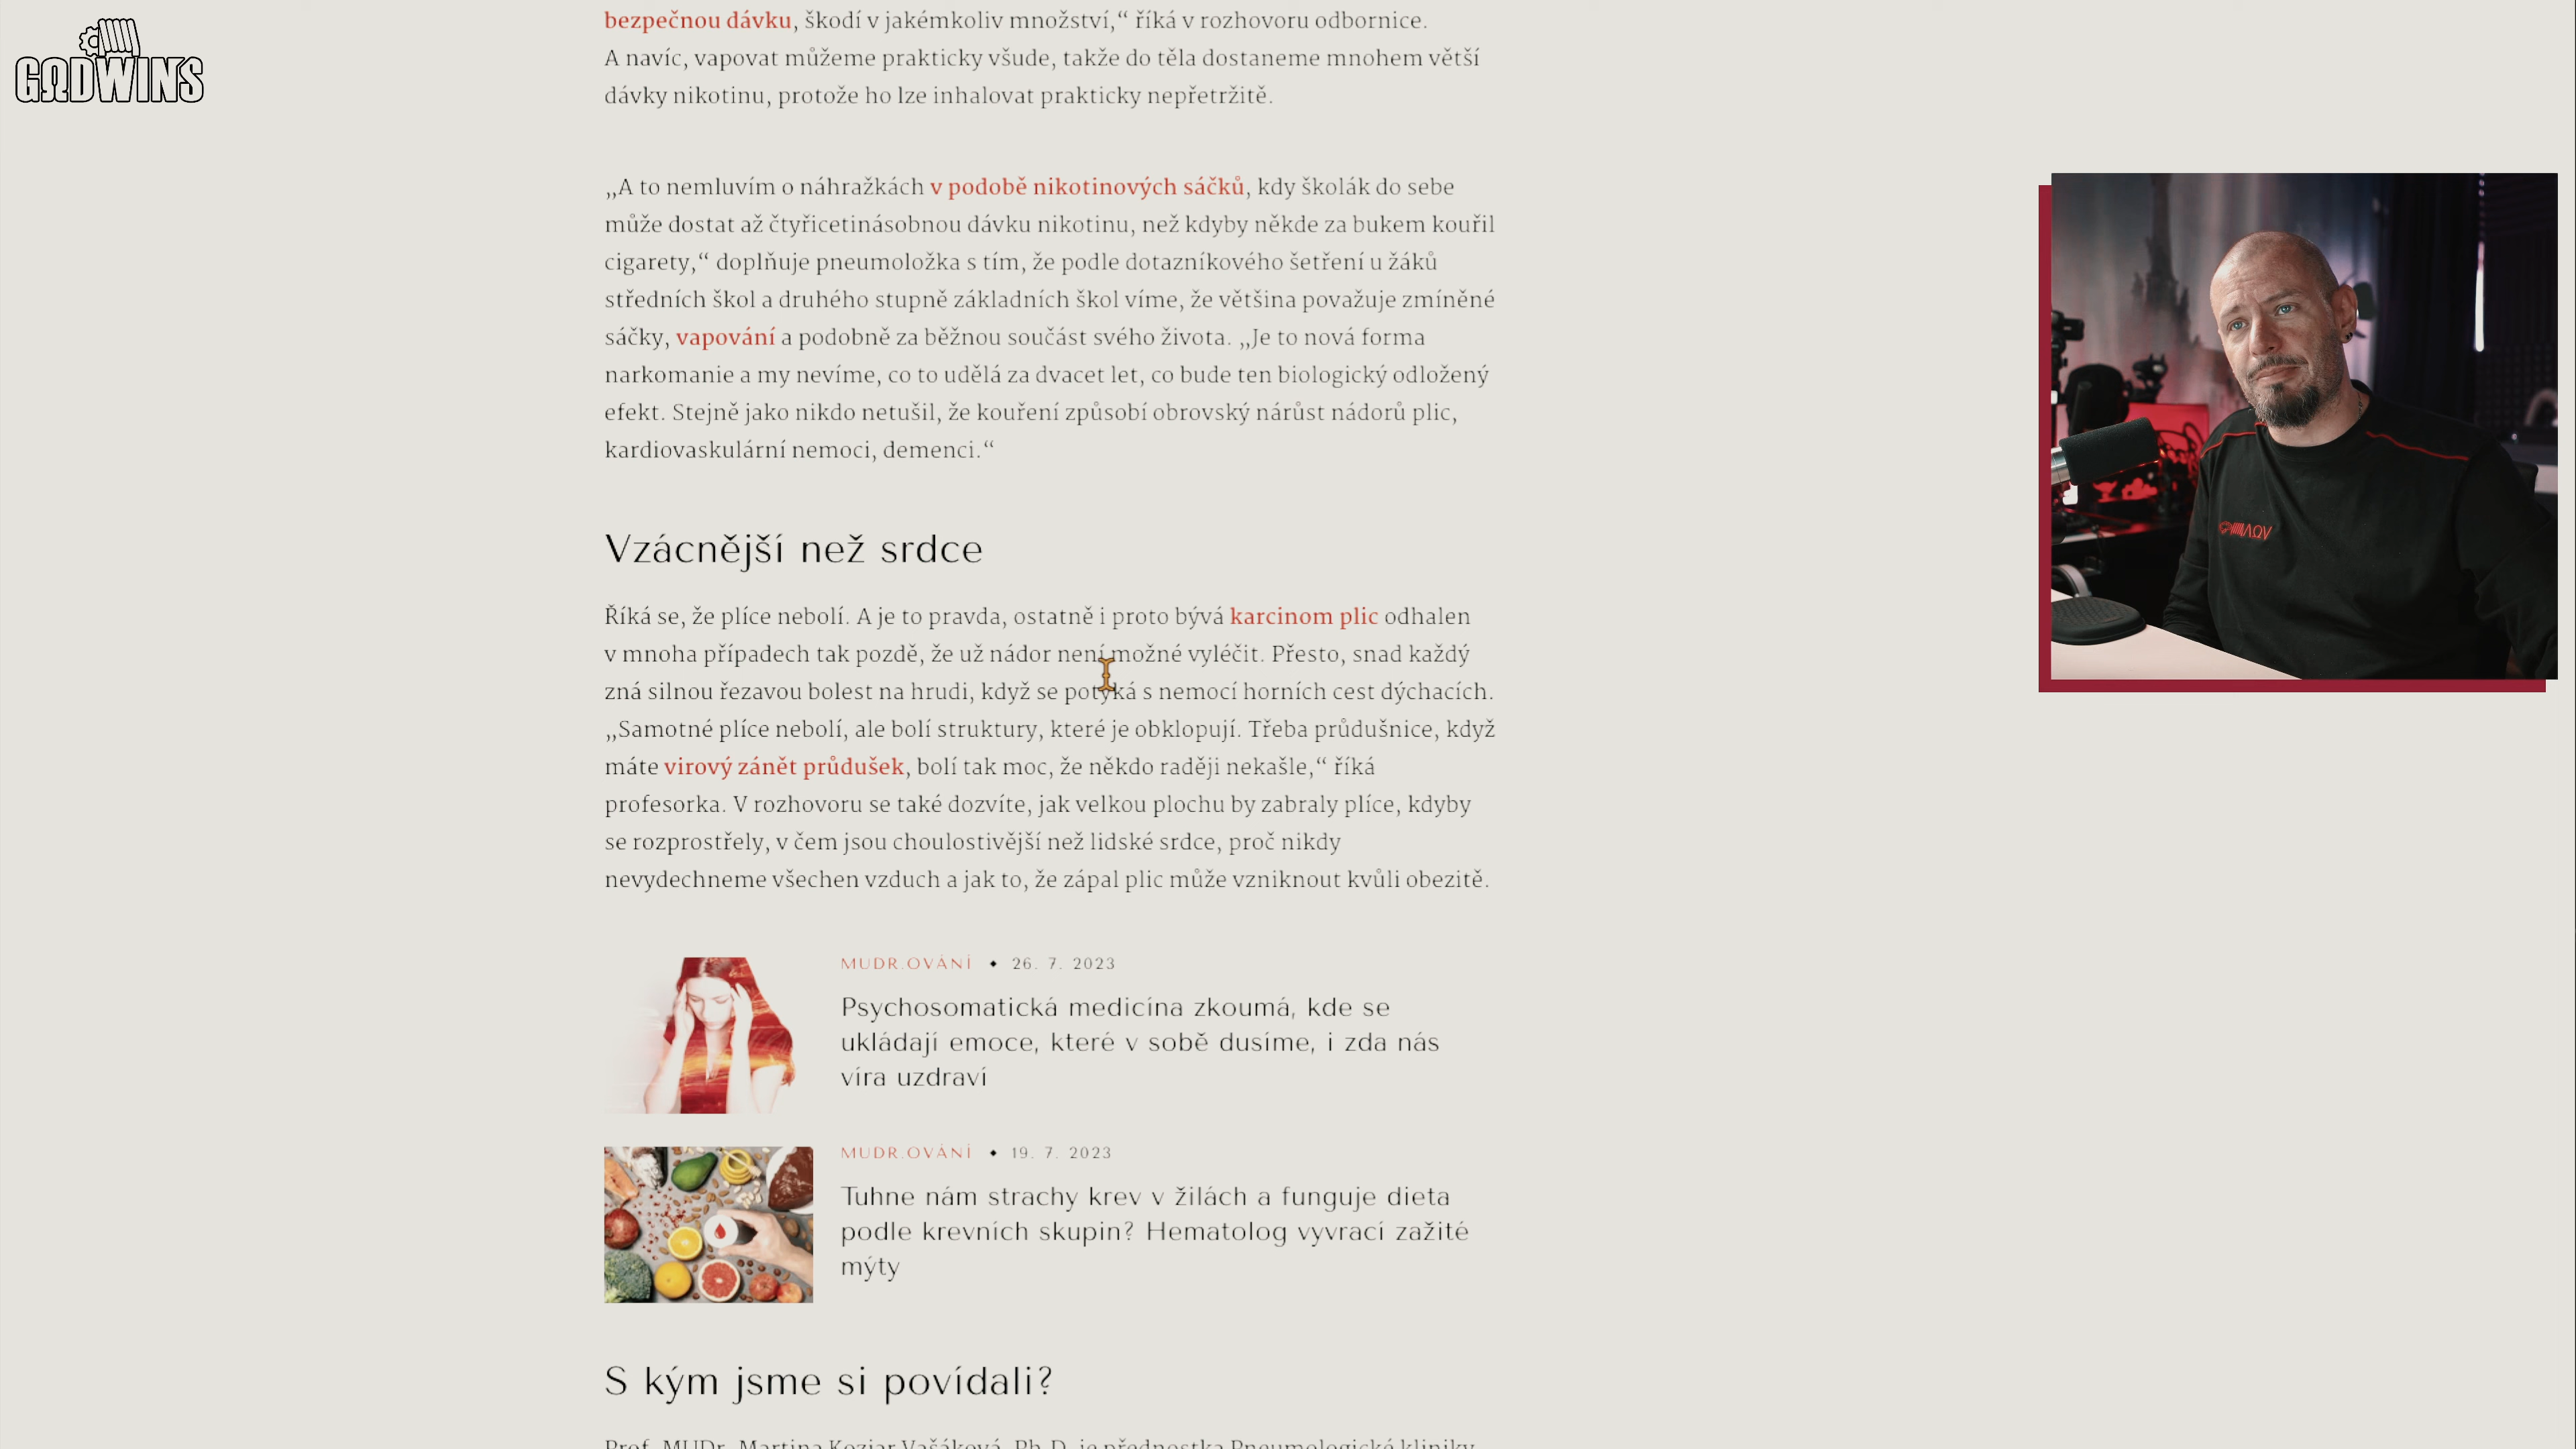 GΩDWINS
bezpečnou dávku, škodí v jakémkoliv množství,“ říká v rozhovoru odbornice.
A navíc, vapovat můžeme prakticky všude, takže do těla dostaneme mnohem větší
dávky nikotinu, protože ho lze inhalovat prakticky nepřetržitě.
„A to nemluvím o náhražkách v podobě nikotinových sáčků, kdy školák do sebe
může dostat až čtyřicetinásobnou dávku nikotinu, než kdyby někde za bukem kouřil
cigarety,“ doplňuje pneumoložka s tím, že podle dotazníkového šetření u žáků
středních škol a druhého stupně základních škol víme, že většina považuje zmíněné
sáčky, vapování a podobně za běžnou součást svého života. „Je to nová forma
narkomanie a my nevíme, co to udělá za dvacet let, co bude ten biologický odložený
efekt. Stejně jako nikdo netušil, že kouření způsobí obrovský nárůst nádorů plic,
kardiovaskulární nemoci, demenci.“
Vzácnější než srdce
Říká se, že plíce nebolí. A je to pravda, ostatně i proto bývá karcinom plic odhalen
v mnoha případech tak pozdě, že už nádor není možné vyléčit. Přesto, snad každý
zná silnou řezavou bolest na hrudi, když se potýká s nemocí horních cest dýchacích.
„Samotné plíce nebolí, ale bolí struktury, které je obklopují. Třeba průdušnice, když
máte virový zánět průdušek, bolí tak moc, že někdo raději nekašle,“ říká
profesorka. V rozhovoru se také dozvíte, jak velkou plochu by zabraly plíce, kdyby
se rozprostřely, v čem jsou choulostivější než lidské srdce, proč nikdy
nevydechneme všechen vzduch a jak to, že zápal plic může vzniknout kvůli obezitě.
MUDR.OVÁNÍ ◆ 26. 7. 2023
Psychosomatická medicína zkoumá, kde se
ukládají emoce, které v sobě dusíme, i zda nás
víra uzdraví
MUDR.OVÁNÍ ◆ 19. 7. 2023
Tuhne nám strachy krev v žilách a funguje dieta
podle krevních skupin? Hematolog vyvrací zažité
mýty
S kým jsme si povídali?
Prof. MUDr. Martina Koziar Vašáková, Ph.D. je přednostka Pneumologické kliniky